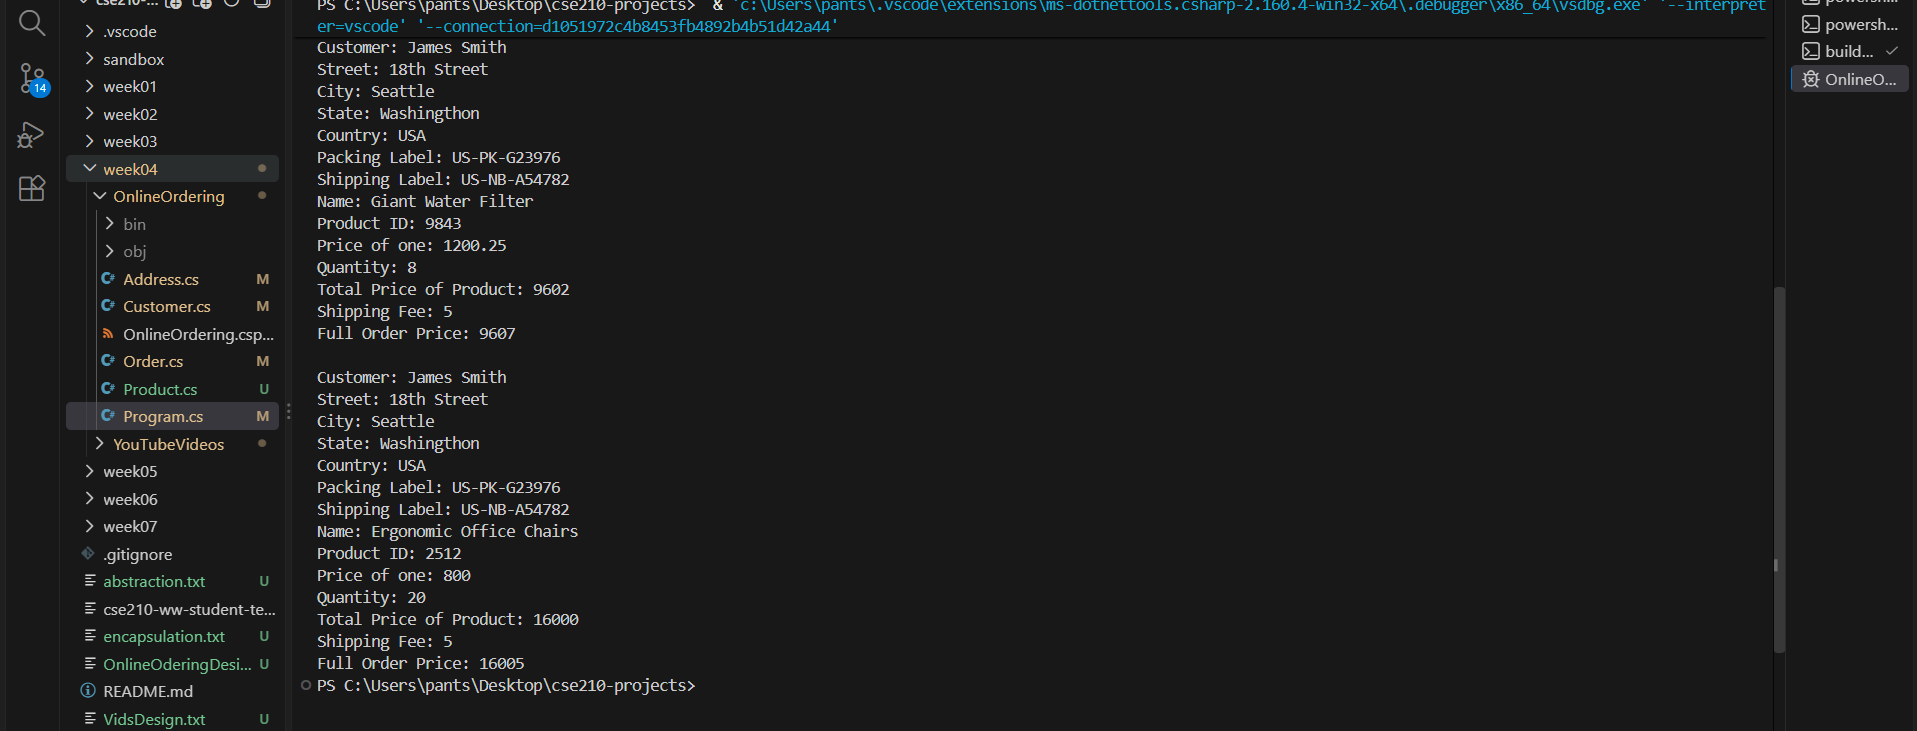 cse210-...
.vscode
sandbox
week01
14
week02
week03
week04
OnlineOrdering
bin
obj
Address.cs M
Customer.cs M
OnlineOrdering.csp...
Order.cs M
Product.cs U
Program.cs M
YouTubeVideos
week05
week06
week07
.gitignore
abstraction.txt U
cse210-ww-student-te...
encapsulation.txt U
OnlineOderingDesi... U
README.md
VidsDesign.txt U
PS C:\Users\pants\Desktop\cse210-projects>  & 'c:\Users\pants\.vscode\extensions\ms-dotnettools.csharp-2.160.4-win32-x64\.debugger\x86_64\vsdbg.exe' '--interpret
er=vscode' '--connection=d1051972c4b8453fb4892b4b51d42a44'
Customer: James Smith
Street: 18th Street
City: Seattle
State: Washingthon
Country: USA
Packing Label: US-PK-G23976
Shipping Label: US-NB-A54782
Name: Giant Water Filter
Product ID: 9843
Price of one: 1200.25
Quantity: 8
Total Price of Product: 9602
Shipping Fee: 5
Full Order Price: 9607
Customer: James Smith
Street: 18th Street
City: Seattle
State: Washingthon
Country: USA
Packing Label: US-PK-G23976
Shipping Label: US-NB-A54782
Name: Ergonomic Office Chairs
Product ID: 2512
Price of one: 800
Quantity: 20
Total Price of Product: 16000
Shipping Fee: 5
Full Order Price: 16005
PS C:\Users\pants\Desktop\cse210-projects>
powersh...
powersh...
build...
OnlineO...